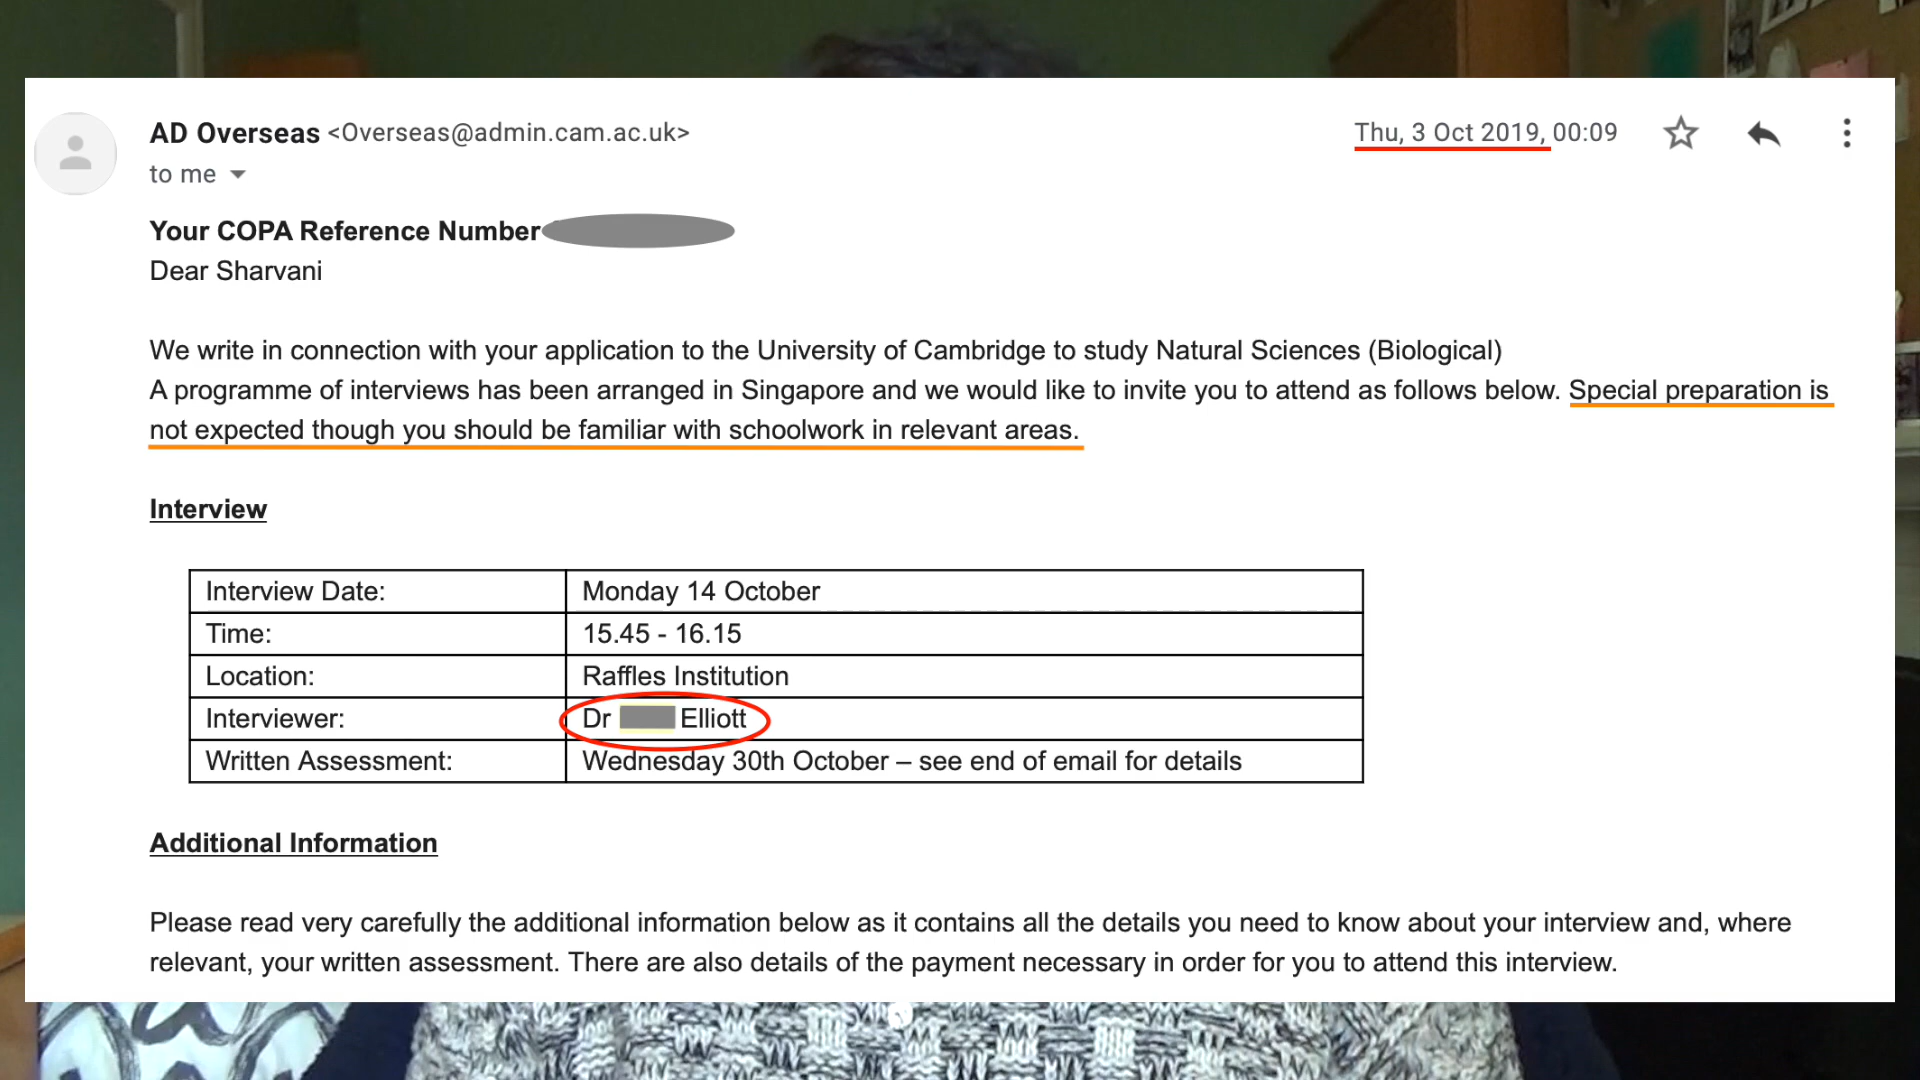 AD Overseas <Overseas@admin.cam.ac.uk> Thu, 3 Oct 2019, 00:09
to me
Your COPA Reference Number
Dear Sharvani
We write in connection with your application to the University of Cambridge to study Natural Sciences (Biological)
A programme of interviews has been arranged in Singapore and we would like to invite you to attend as follows below. Special preparation is
not expected though you should be familiar with schoolwork in relevant areas.
Interview
Interview Date: Monday 14 October
Time: 15.45 - 16.15
Location: Raffles Institution
Interviewer: Dr Elliott
Written Assessment: Wednesday 30th October – see end of email for details
Additional Information
Please read very carefully the additional information below as it contains all the details you need to know about your interview and, where
relevant, your written assessment. There are also details of the payment necessary in order for you to attend this interview.